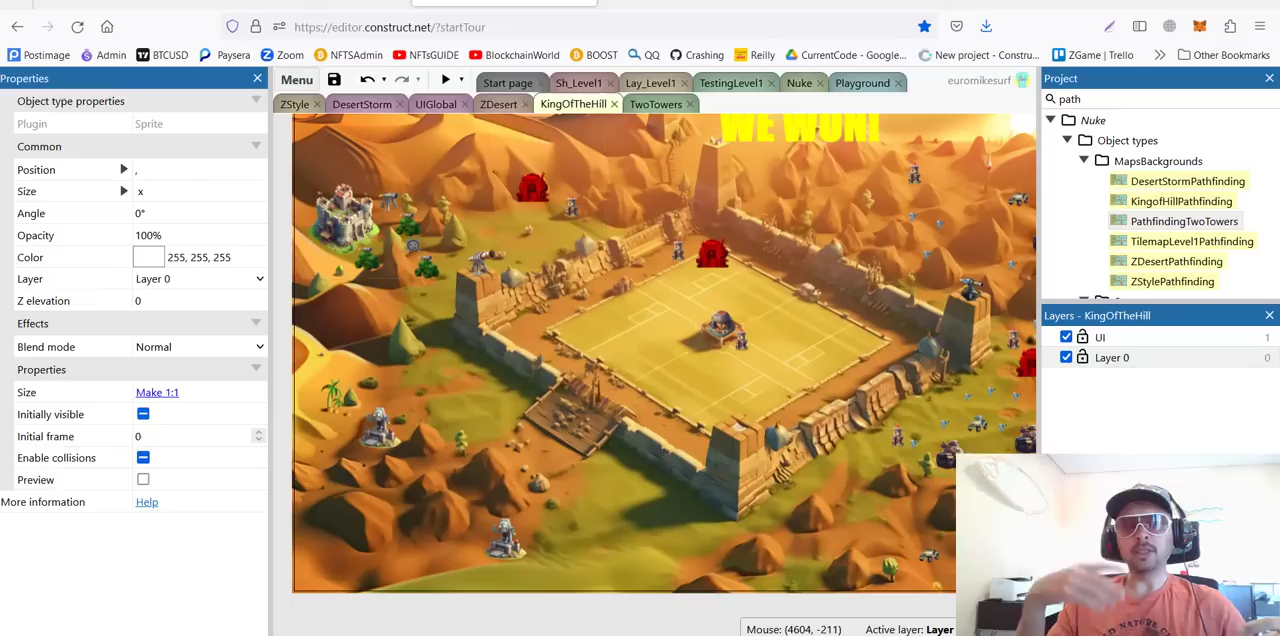 https://editor.construct.net/?startTour
Postimage Admin BTCUSD Paysera Zoom NFTSAdmin NFTsGUIDE BlockchainWorld BOOST QQ Crashing Reilly CurrentCode - Google... New project - Constru... ZGame | Trello Other Bookmarks
Properties
Menu
Start page Sh_Level1 Lay_Level1 TestingLevel1 Nuke Playground
euromikesurf
Project
Object type properties
ZStyle DesertStorm UIGlobal ZDesert KingOfTheHill TwoTowers
path
Plugin Sprite
WE WON!
Nuke
Common
Object types
Position ,
MapsBackgrounds
Size x
DesertStormPathfinding
Angle 0°
KingofHillPathfinding
Opacity 100%
PathfindingTwoTowers
Color 255, 255, 255
TilemapLevel1Pathfinding
Layer Layer 0
ZDesertPathfinding
Z elevation 0
ZStylePathfinding
Effects
Layers - KingOfTheHill
Blend mode Normal
UI 1
Properties
Layer 0 0
Size Make 1:1
Initially visible
Initial frame 0
Enable collisions
Preview
More information Help
Mouse: (4604, -211) Active layer: Layer